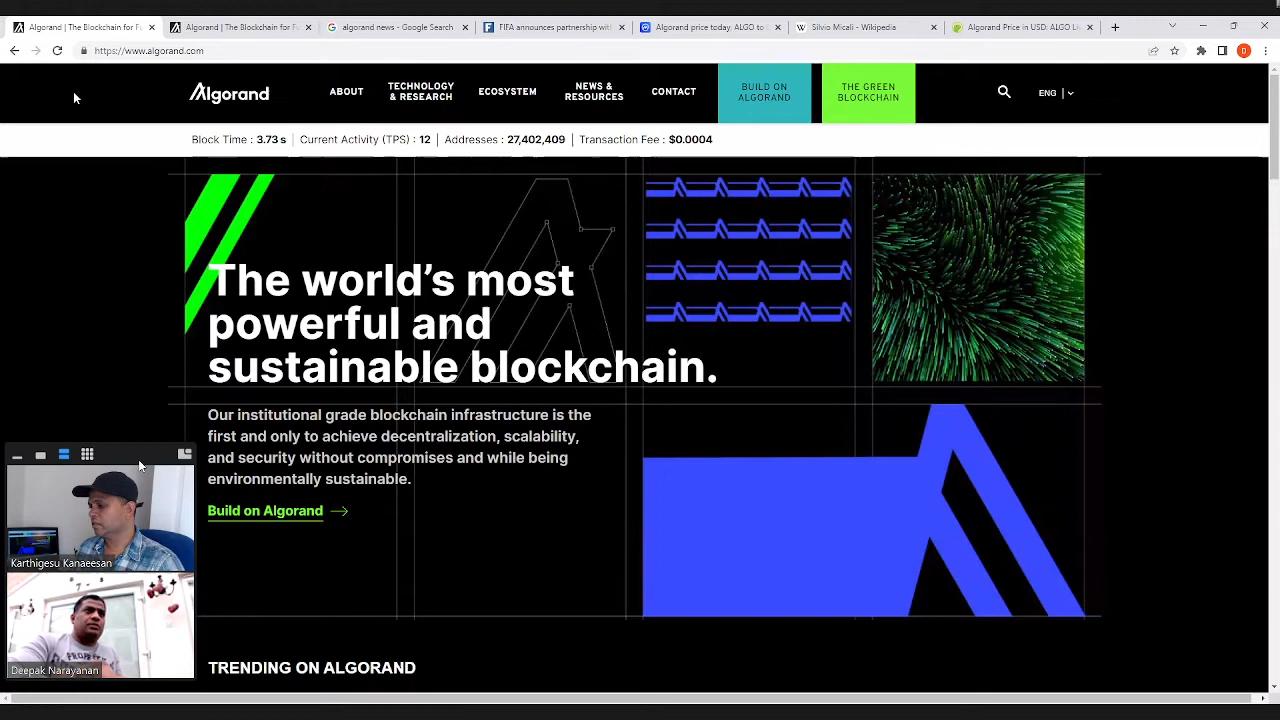 Algorand | The Blockchain for Fu
Algorand | The Blockchain for Fu
algorand news - Google Search
FIFA announces partnership with
Algorand price today, ALGO to
Silvio Micali - Wikipedia
Algorand Price in USD: ALGO Li
https://www.algorand.com
D
Algorand
ABOUT
TECHNOLOGY
& RESEARCH
ECOSYSTEM
NEWS &
RESOURCES
CONTACT
BUILD ON
ALGORAND
THE GREEN
BLOCKCHAIN
ENG
Block Time : 3.73 s | Current Activity (TPS) : 12 | Addresses : 27,402,409 | Transaction Fee : $0.0004
The world's most
powerful and
sustainable blockchain.
Our institutional grade blockchain infrastructure is the
first and only to achieve decentralization, scalability,
and security without compromises and while being
environmentally sustainable.
Build on Algorand
Karthigesu Kanaeesan
Deepak Narayanan
TRENDING ON ALGORAND